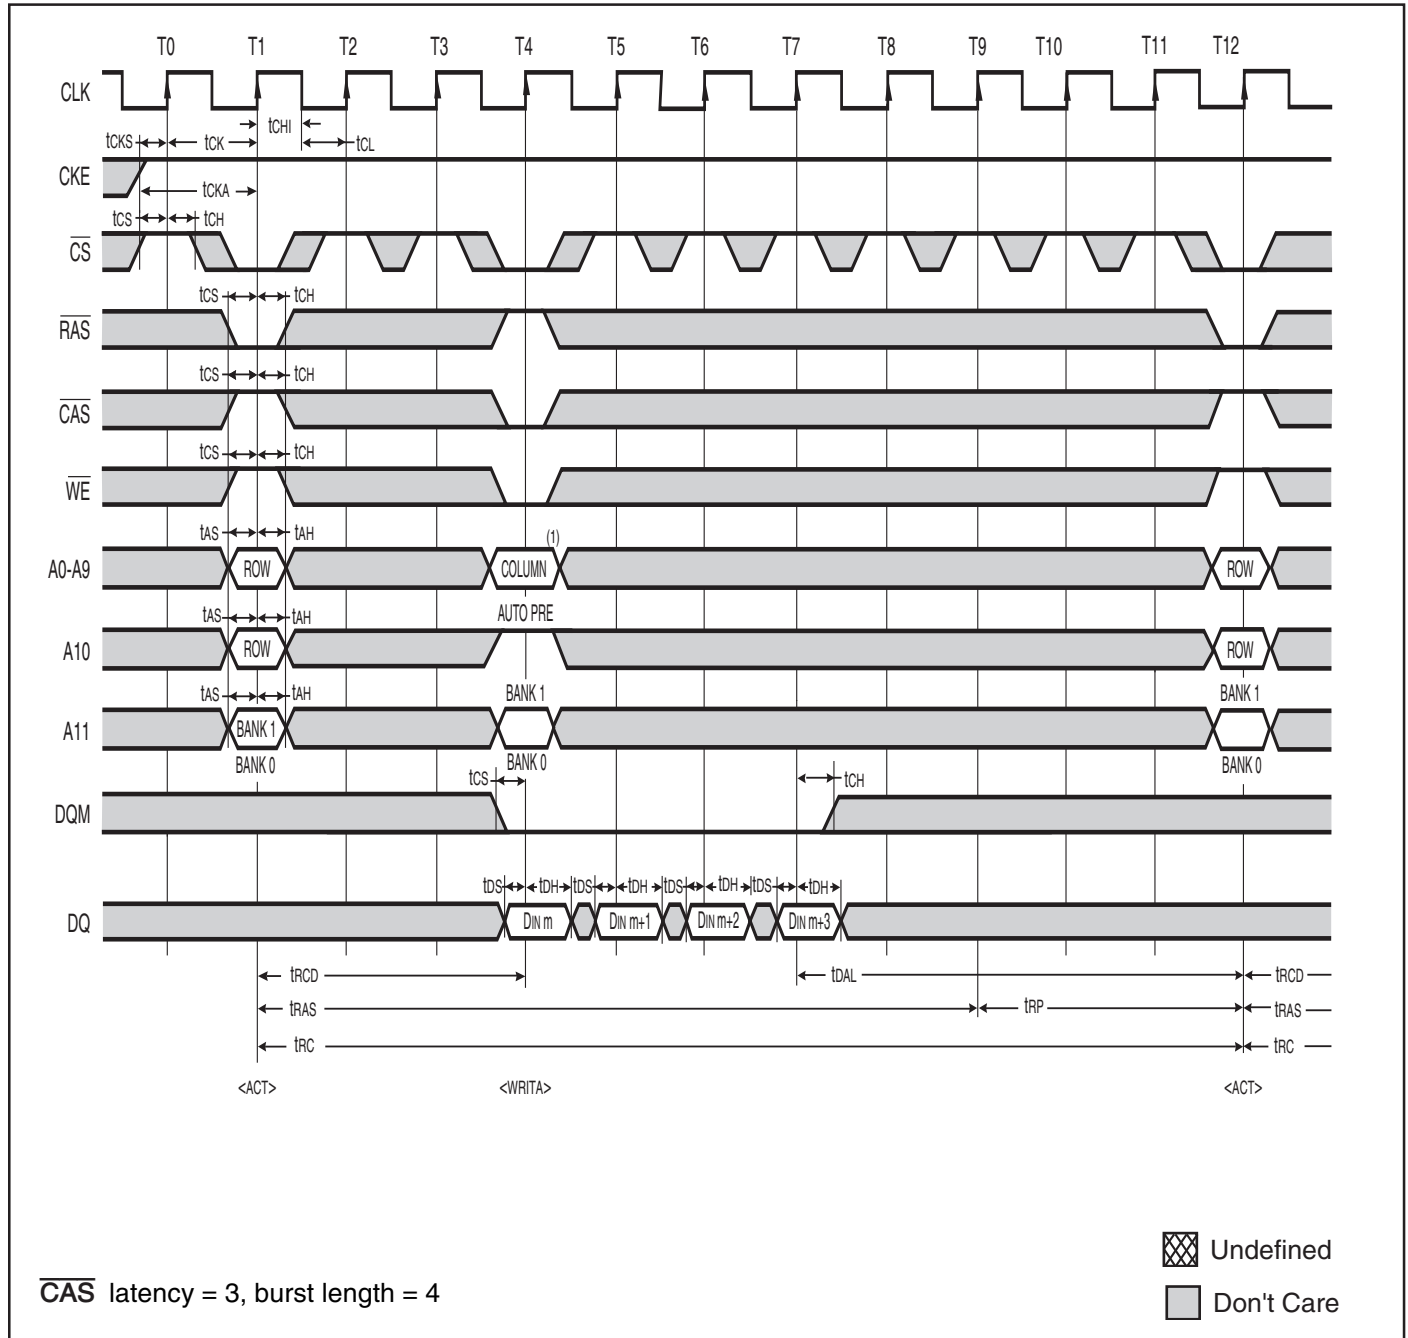 T0 T1 T2 T3 T4 T5 T6 T7 T8 T9 T10 T11 T12
CLK
tCHI
tCKS tCK tCL
CKE
tCKA
tCS tCH
CS
tCS tCH
RAS
tCS tCH
CAS
tCS tCH
WE
tAS tAH
(1)
A0-A9 ROW COLUMN ROW
AUTO PRE
tAS tAH
A10 ROW ROW
BANK 1 BANK 1
tAS tAH
A11 BANK 1
BANK 0 BANK 0 BANK 0
tCS tCH
DQM
tDS tDH tDS tDH tDS tDH tDS tDH
DQ DIN m DIN m+1 DIN m+2 DIN m+3
tRCD tDAL tRCD
tRAS tRP tRAS
tRC tRC
<ACT> <WRITA> <ACT>
Undefined
CAS latency = 3, burst length = 4
Don't Care